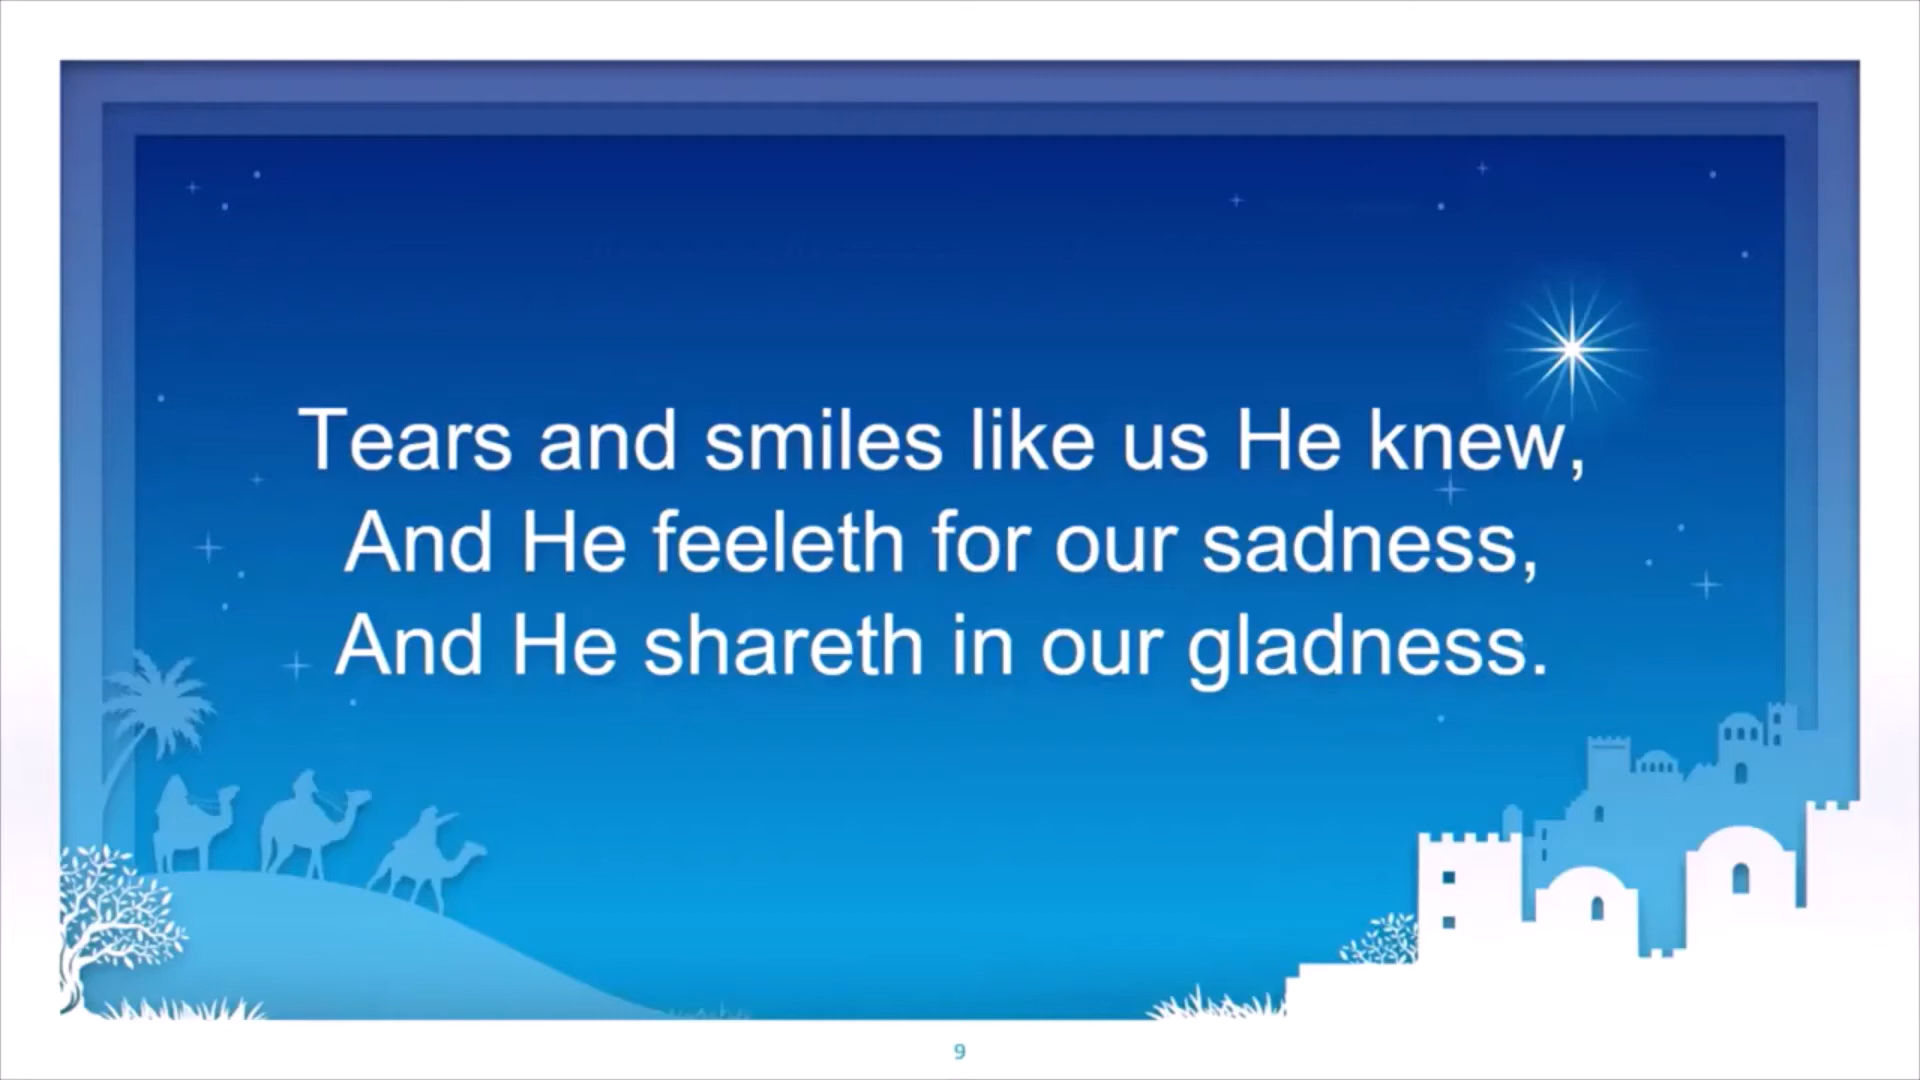 Tears and smiles like us He knew,
And He feeleth for our sadness,
And He shareth in our gladness.
9